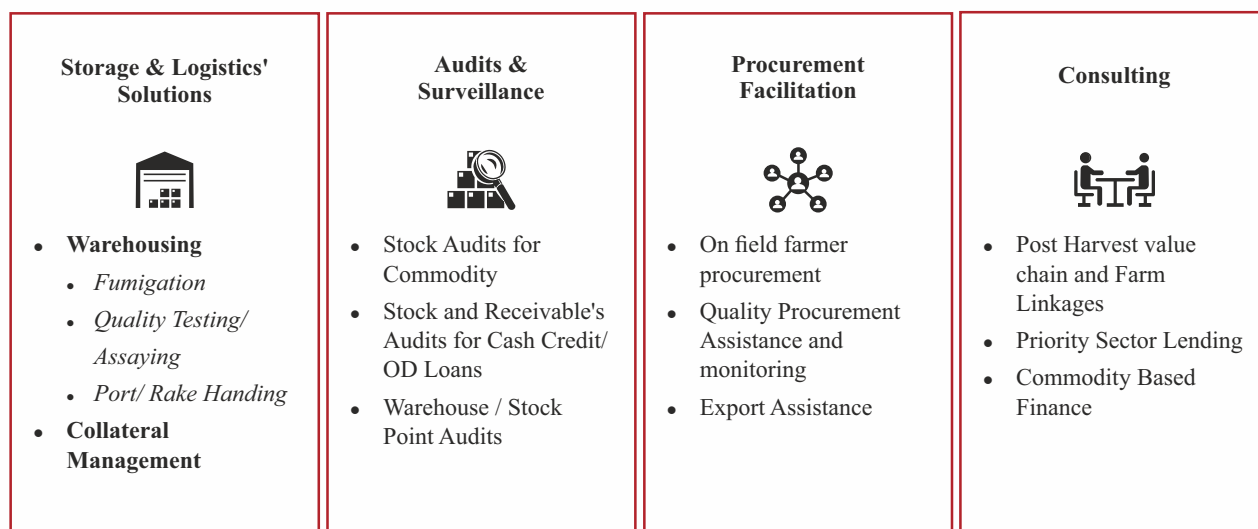 Storage & Logistics'
Solutions
• Warehousing
• Fumigation
• Quality Testing/
Assaying
• Port/ Rake Handing
• Collateral
Management
Audits &
Surveillance
• Stock Audits for
Commodity
• Stock and Receivable's
Audits for Cash Credit/
OD Loans
• Warehouse / Stock
Point Audits
Procurement
Facilitation
• On field farmer
procurement
• Quality Procurement
Assistance and
monitoring
• Export Assistance
Consulting
• Post Harvest value
chain and Farm
Linkages
• Priority Sector Lending
• Commodity Based
Finance